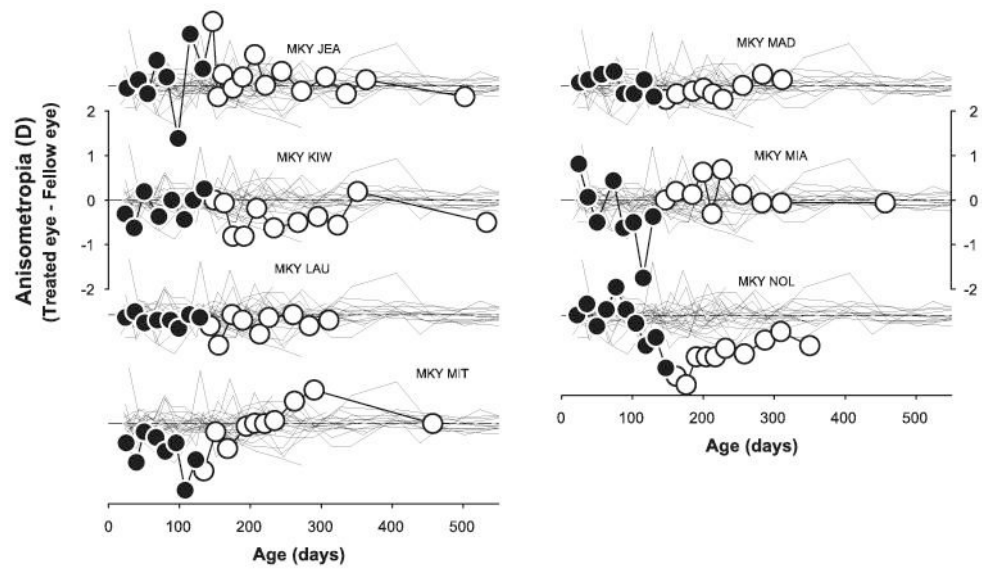 MKY JEA
MKY MAD
Anisometropia (D)
(Treated eye - Fellow eye)
2
1
0
-1
-2
MKY KIW
MKY MIA
2
1
0
-1
-2
MKY LAU
MKY NOL
MKY MIT
0 100 200 300 400 500
Age (days)
0 100 200 300 400 500
Age (days)